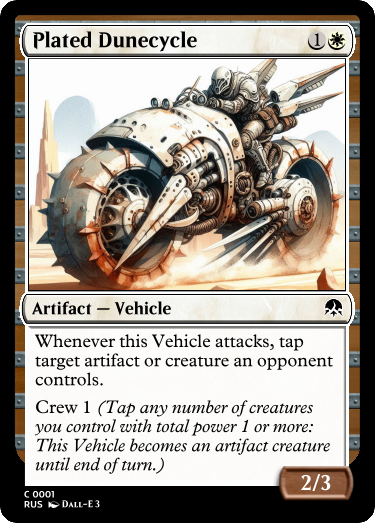 Plated Dunecycle 1
Artifact — Vehicle
Whenever this Vehicle attacks, tap
target artifact or creature an opponent
controls.
Crew 1 (Tap any number of creatures
you control with total power 1 or more:
This Vehicle becomes an artifact creature
until end of turn.)
2/3
C 0001
RUS DALL-E 3